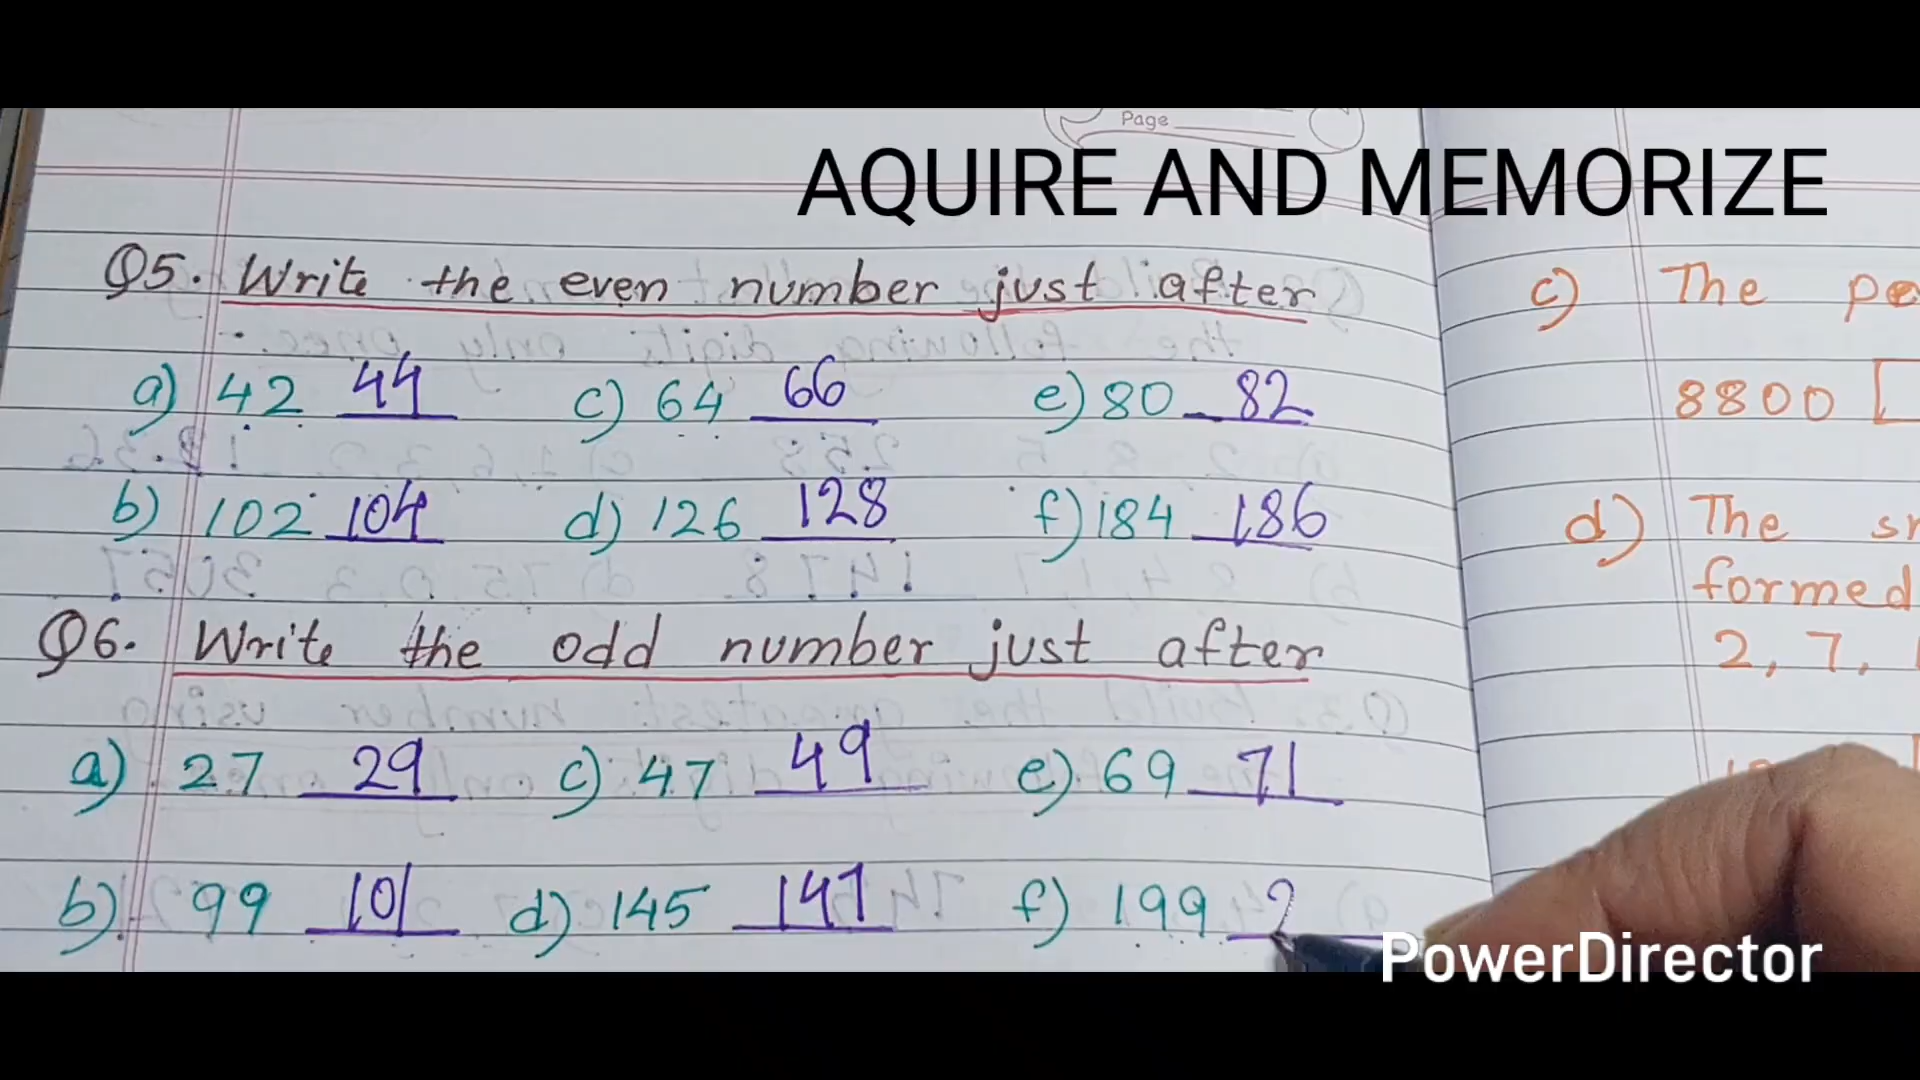 Page
AQUIRE AND MEMORIZE
Q5. Write the even number just after
a) 42 44 c) 64 66 e) 80 82
b) 102 104 d) 126 128 f) 184 186
Q6. Write the odd number just after
a) 27 29 c) 47 49 e) 69 71
b) 99 101 d) 145 147 f) 199 2
c) The
8800
d) The
formed
2, 7,
PowerDirector